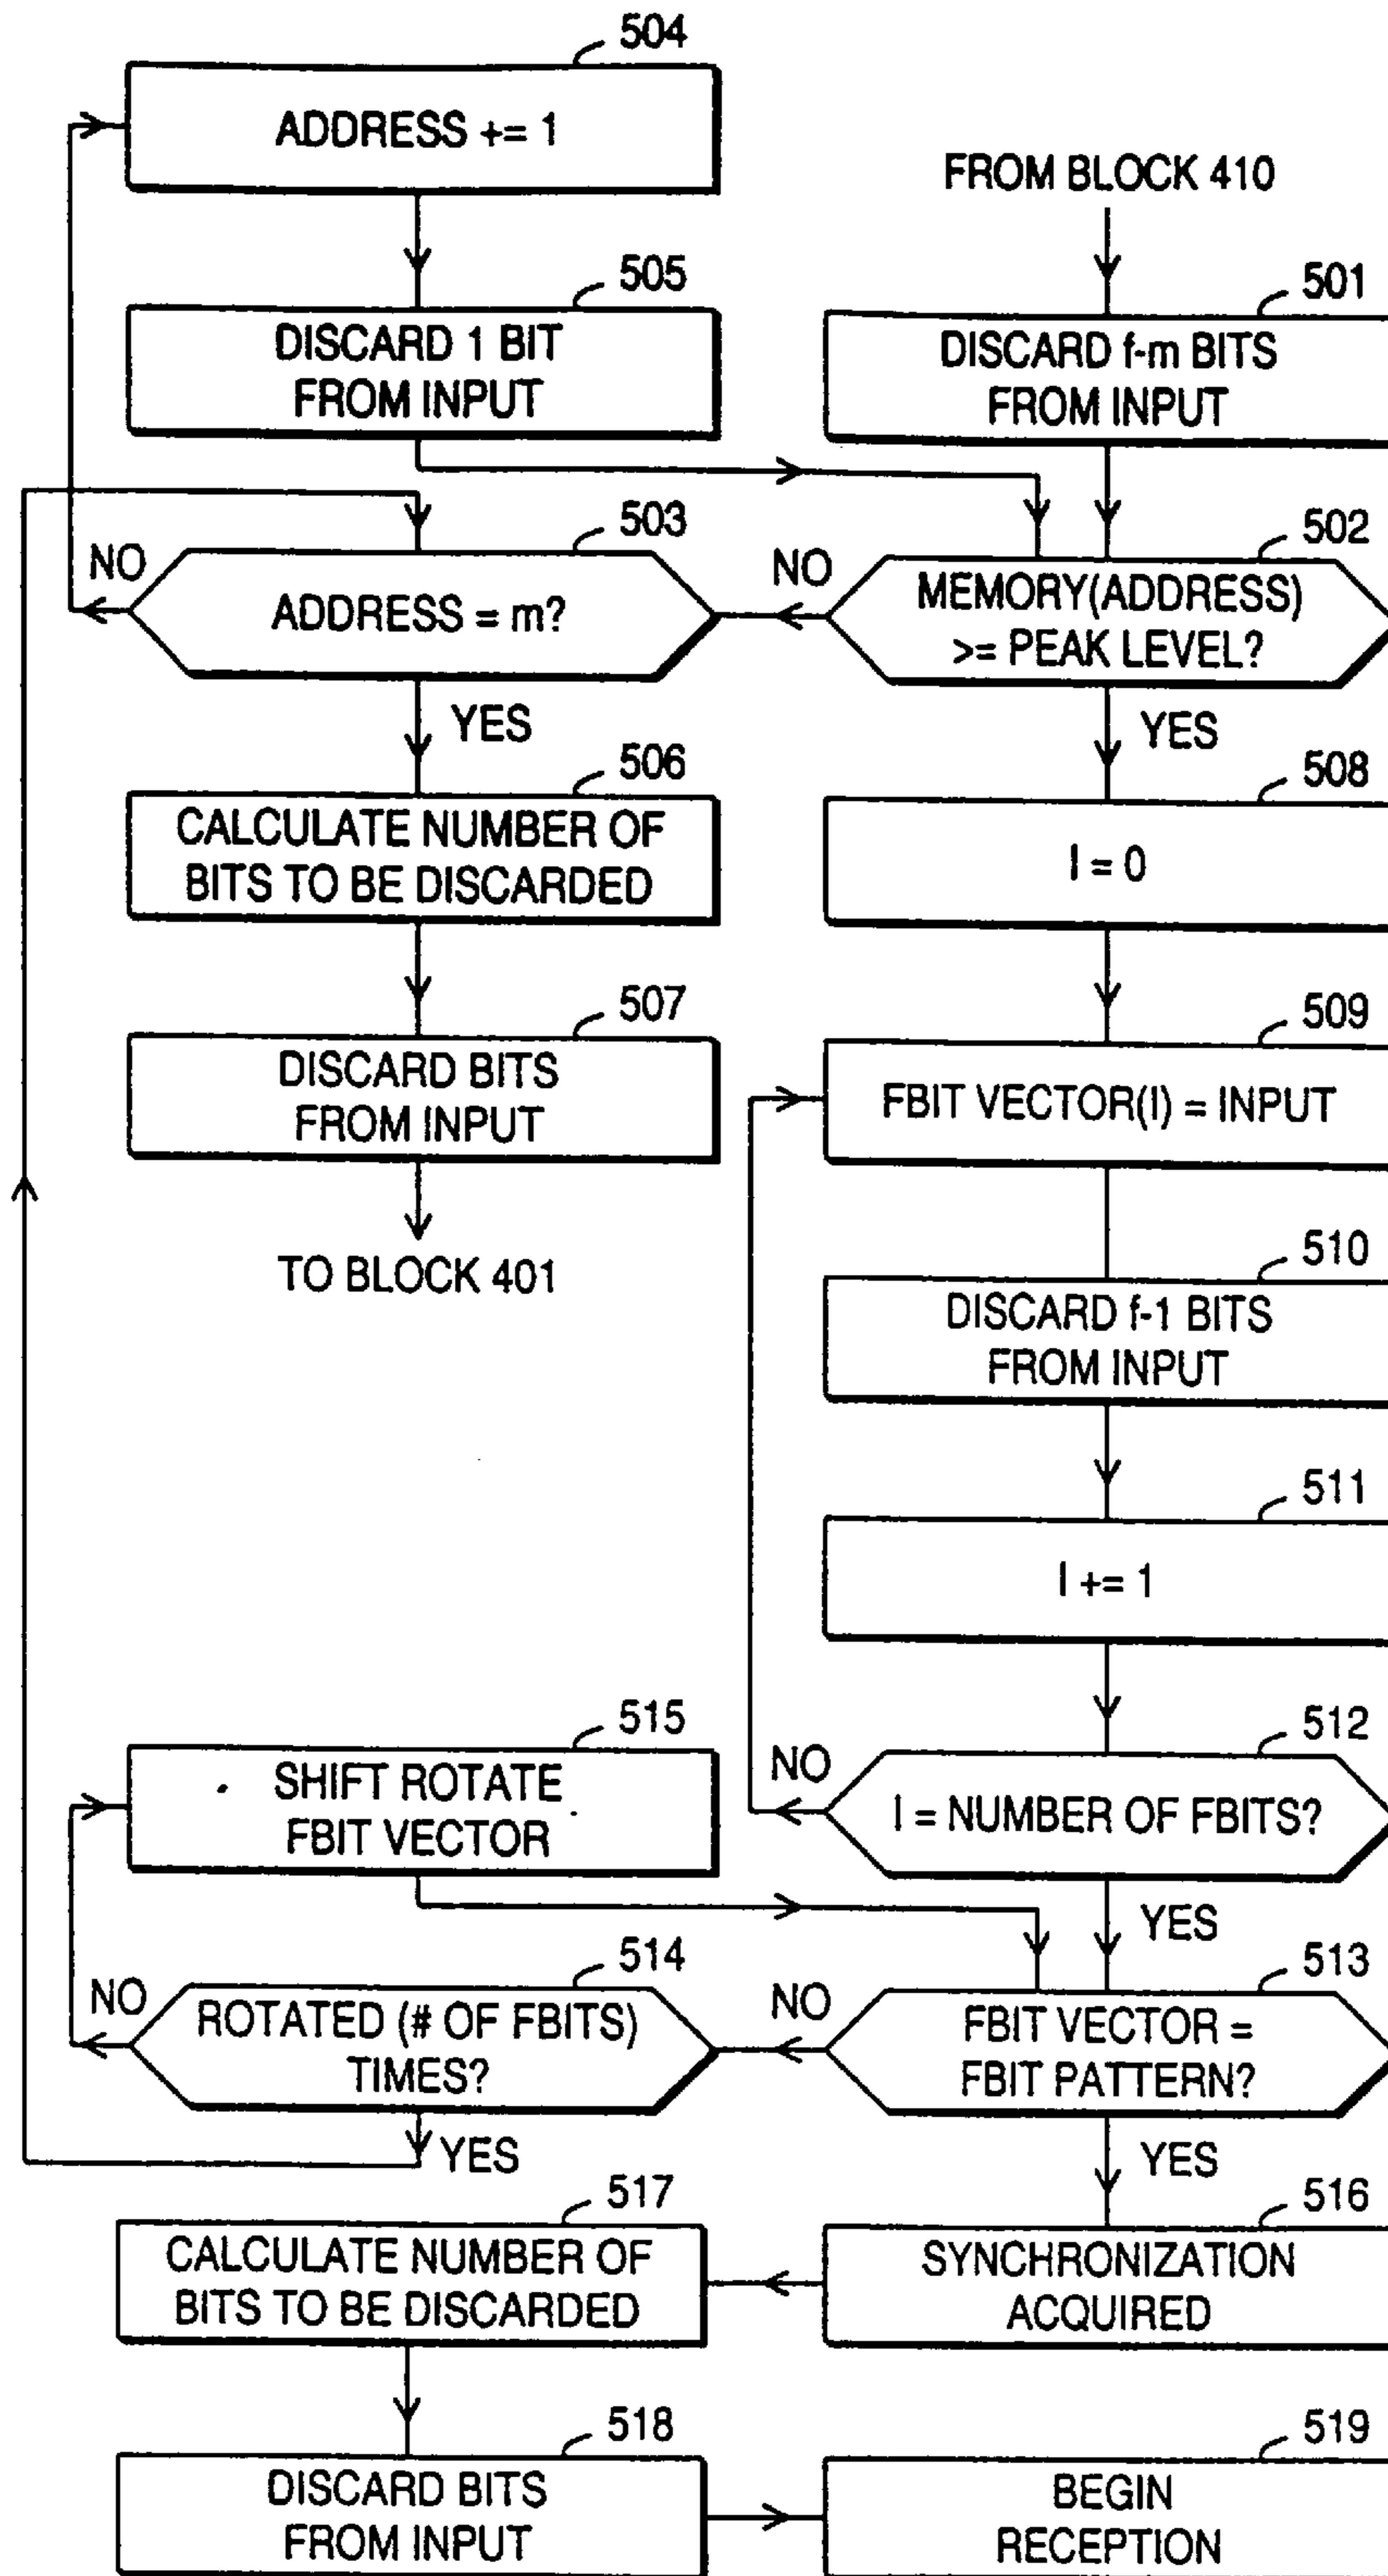 504
ADDRESS += 1
FROM BLOCK 410
505
DISCARD 1 BIT
FROM INPUT
501
DISCARD f-m BITS
FROM INPUT
503
NO
ADDRESS = m?
YES
502
NO
MEMORY(ADDRESS)
>= PEAK LEVEL?
YES
506
CALCULATE NUMBER OF
BITS TO BE DISCARDED
508
I = 0
507
DISCARD BITS
FROM INPUT
TO BLOCK 401
509
FBIT VECTOR(I) = INPUT
510
DISCARD f-1 BITS
FROM INPUT
511
I += 1
515
SHIFT ROTATE
FBIT VECTOR
512
NO
I = NUMBER OF FBITS?
YES
514
NO
ROTATED (# OF FBITS)
TIMES?
YES
513
NO
FBIT VECTOR =
FBIT PATTERN?
YES
517
CALCULATE NUMBER OF
BITS TO BE DISCARDED
516
SYNCHRONIZATION
ACQUIRED
518
DISCARD BITS
FROM INPUT
519
BEGIN
RECEPTION